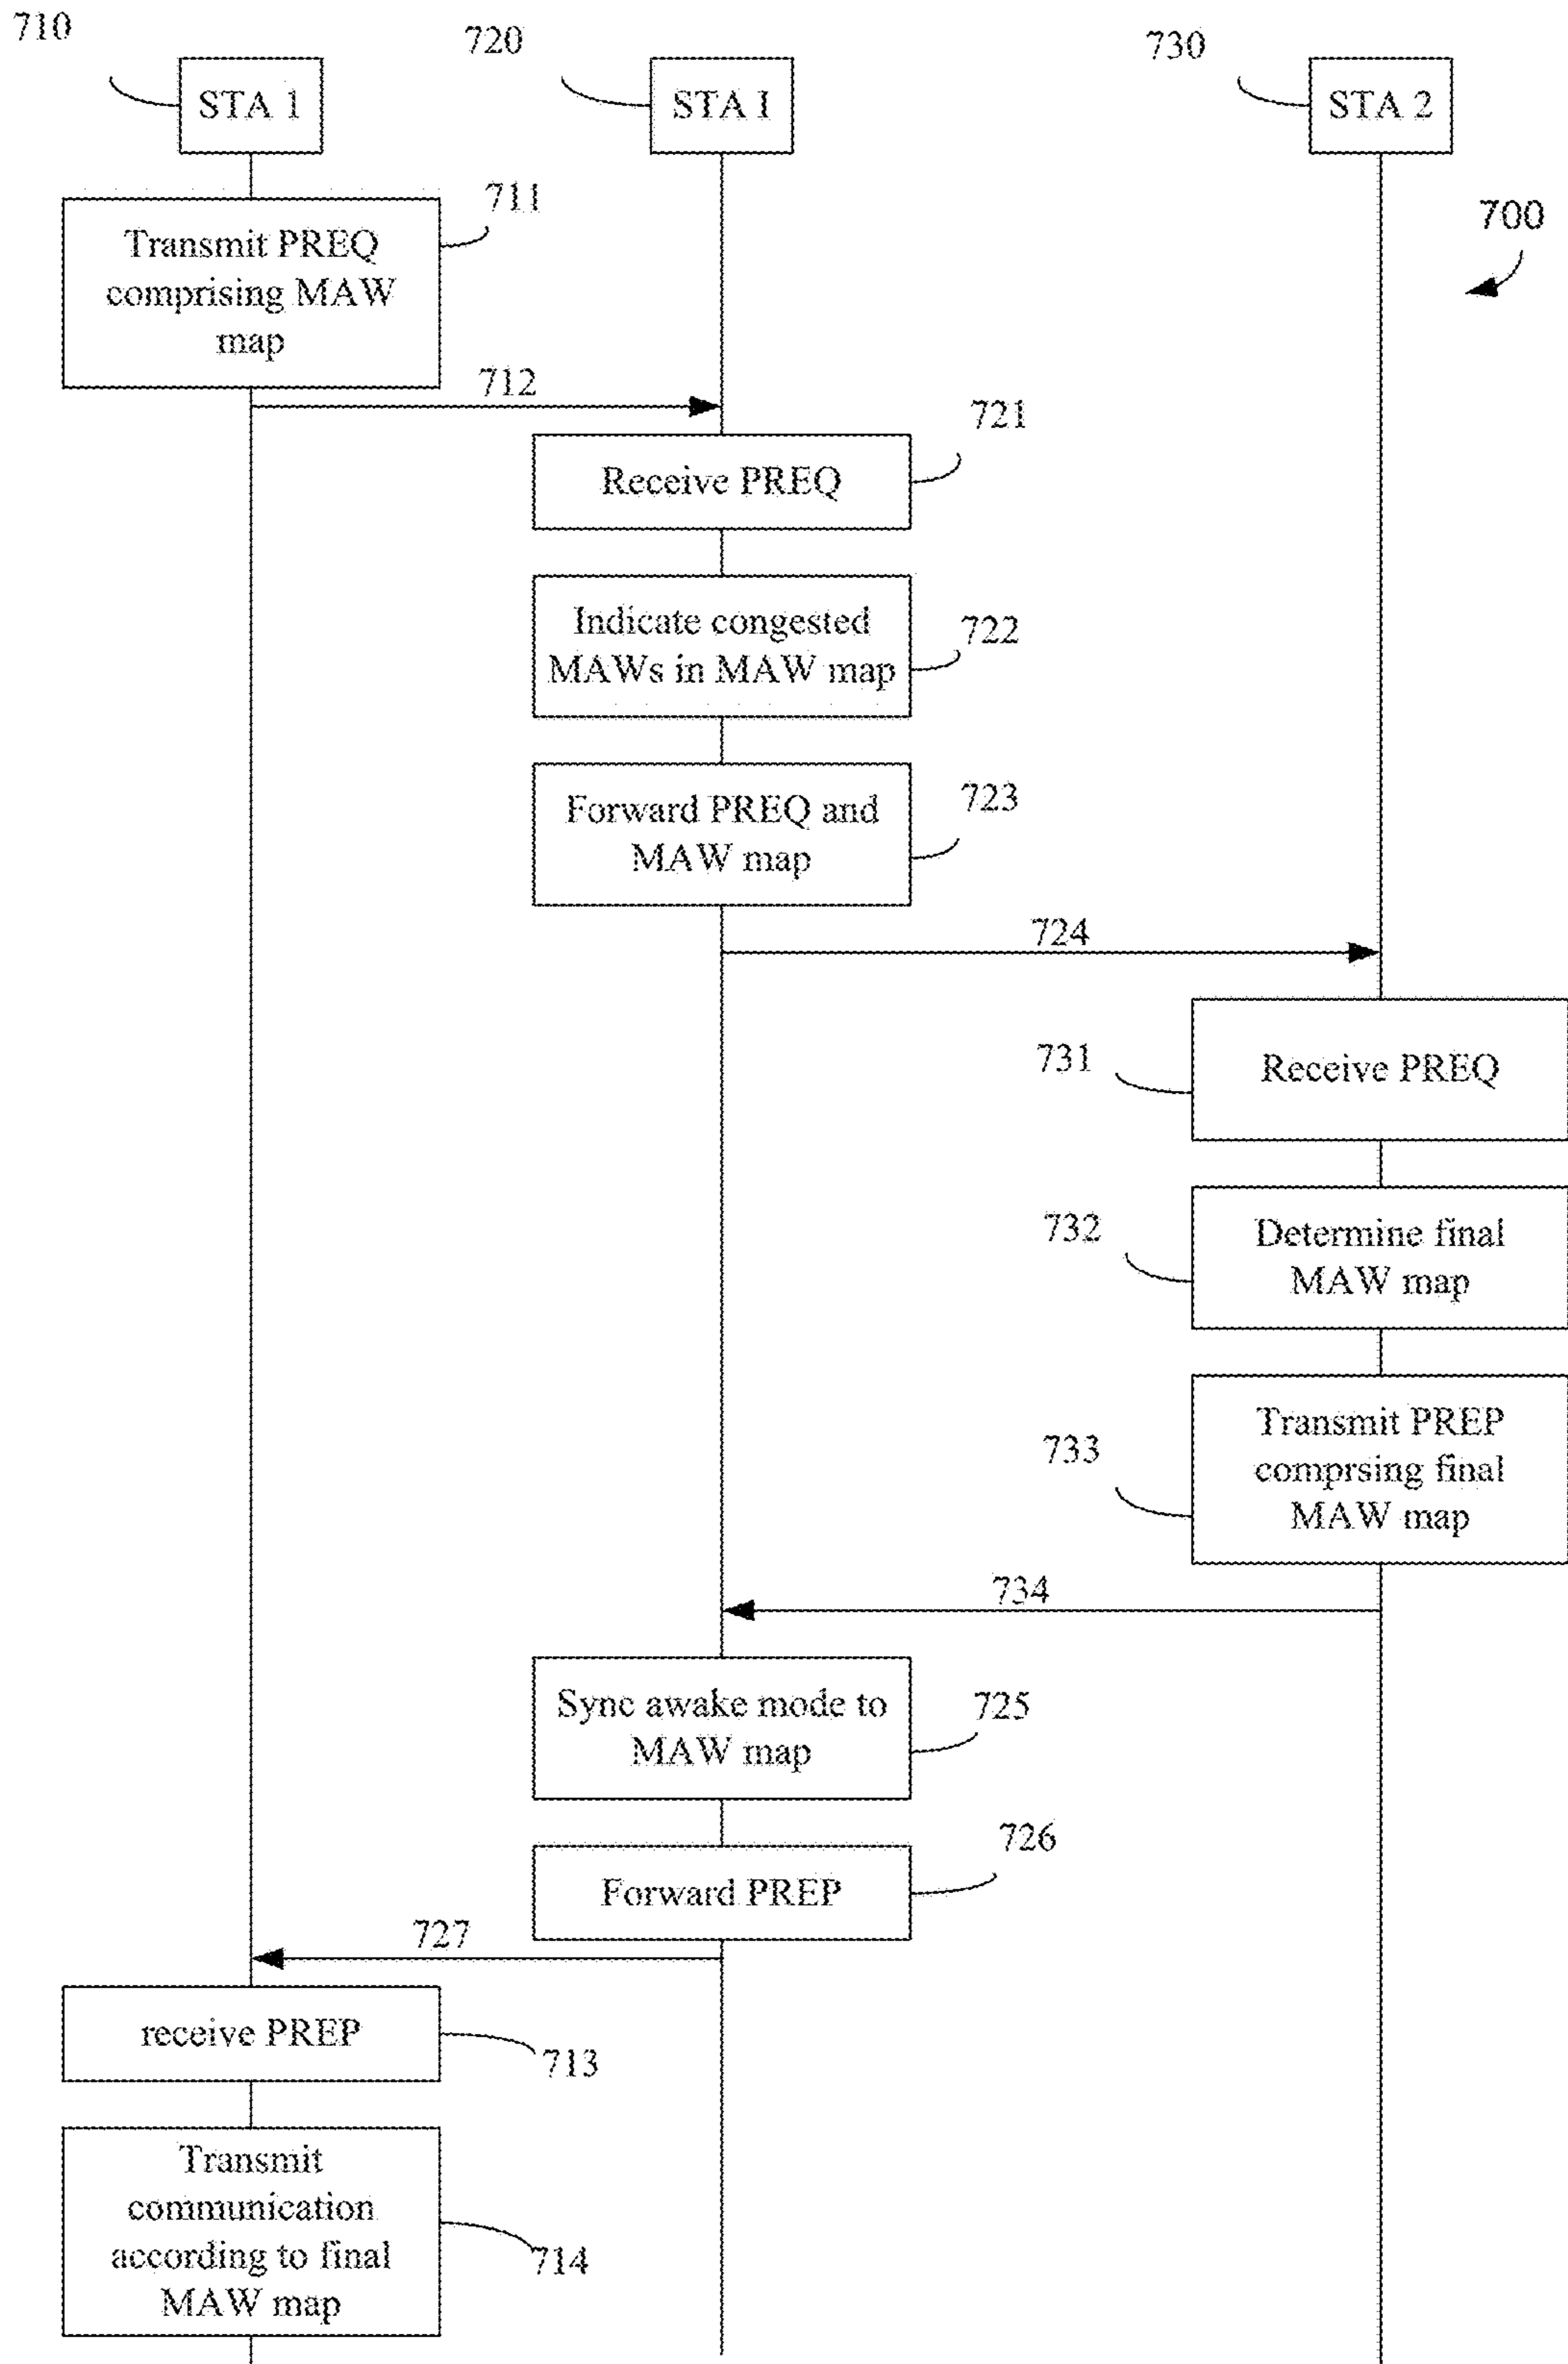 710
720
730
STA 1
STA I
STA 2
711
700
Transmit PREQ
comprising MAW
map
712
721
Receive PREQ
Indicate congested
MAWs in MAW map
722
Forward PREQ and
MAW map
723
724
731
Receive PREQ
732
Determine final
MAW map
733
Transmit PREP
comprsing final
MAW map
734
Sync awake mode to
MAW map
725
726
Forward PREP
727
receive PREP
713
Transmit
communication
according to final
MAW map
714